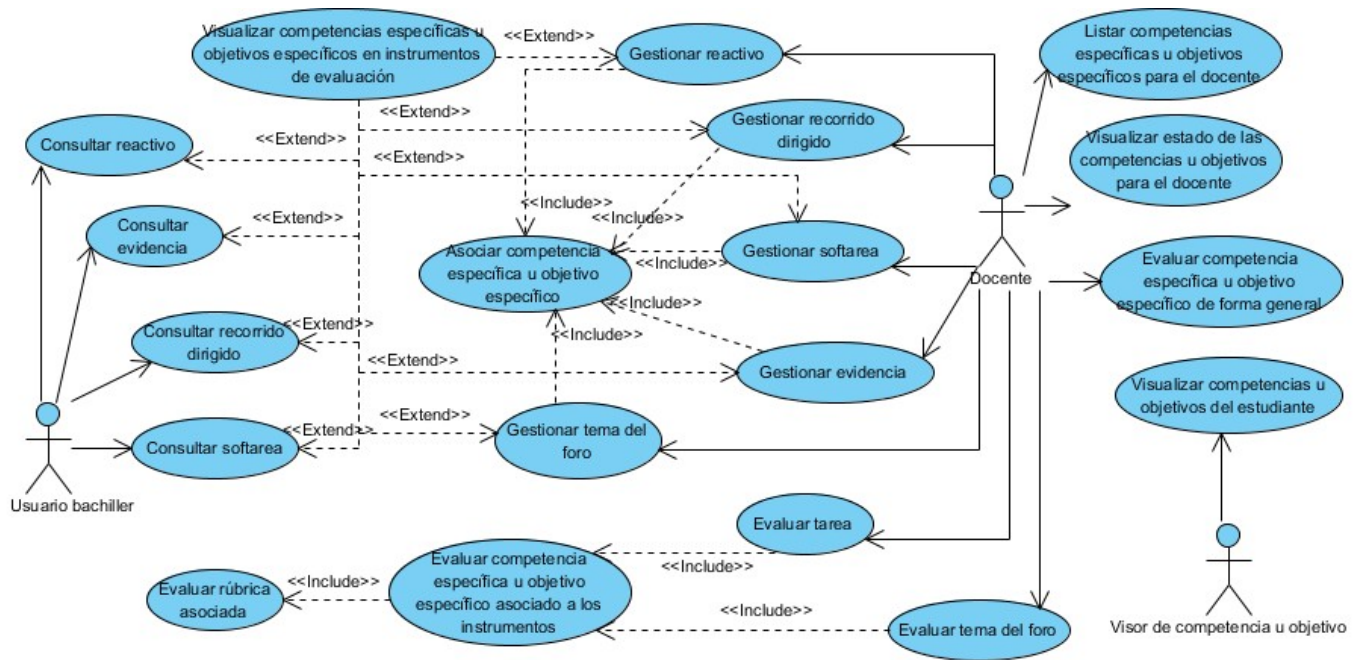 Visualizar competencias específicas u
objetivos específicos en instrumentos
de evaluación
<<Extend>>
Gestionar reactivo
Listar competencias
específicas u objetivos
específicos para el docente
<<Extend>>
Gestionar recorrido
dirigido
<<Extend>>
Consultar reactivo
<<Extend>>
Visualizar estado de las
competencias u objetivos
para el docente
<<Extend>>
Consultar
evidencia
<<Include>>
<<Include>>
Asociar competencia
específica u objetivo
específico
Gestionar softarea
<<Include>>
Docente
Evaluar competencia
específica u objetivo
específico de forma general
<<Include>>
<<Extend>>
Consultar recorrido
dirigido
<<Include>>
<<Extend>>
Gestionar evidencia
Visualizar competencias u
objetivos del estudiante
<<Extend>>
<<Extend>>
Consultar softarea
Gestionar tema del
foro
Usuario bachiller
Evaluar tarea
Evaluar competencia
específica u objetivo
específico asociado a los
instrumentos
<<Include>>
<<Include>>
Evaluar rúbrica
asociada
<<Include>>
Evaluar tema del foro
Visor de competencia u objetivo